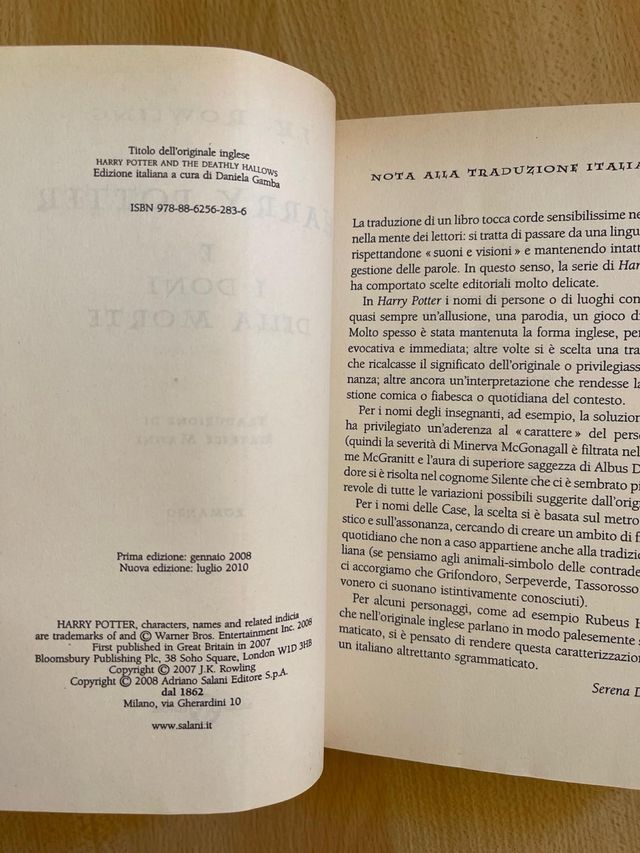 Titolo dell'originale inglese
HARRY POTTER AND THE DEATHLY HALLOWS
Edizione italiana a cura di Daniela Gamba
ISBN 978-88-6256-283-6
Prima edizione: gennaio 2008
Nuova edizione: luglio 2010
HARRY POTTER, characters, names and related indicia
are trademarks of and © Warner Bros. Entertainment Inc. 2008
First published in Great Britain in 2007
Bloomsbury Publishing Plc, 38 Soho Square, London W1D 3HB
Copyright © 2007 J.K. Rowling
Copyright © 2008 Adriano Salani Editore S.p.A.
dal 1862
Milano, via Gherardini 10
www.salani.it
NOTA ALLA TRADUZIONE ITALIA
La traduzione di un libro tocca corde sensibilissime ne
nella mente dei lettori: si tratta di passare da una lingu
rispettandone «suoni e visioni» e mantenendo intatt
gestione delle parole. In questo senso, la serie di Har
ha comportato scelte editoriali molto delicate.
In Harry Potter i nomi di persone o di luoghi con
quasi sempre un'allusione, una parodia, un gioco di
Molto spesso è stata mantenuta la forma inglese, per
evocativa e immediata; altre volte si è scelta una tra
che ricalcasse il significato dell'originale o privilegiass
nanza; altre ancora un'interpretazione che rendesse la
stione comica o fiabesca o quotidiana del contesto.
Per i nomi degli insegnanti, ad esempio, la soluzion
ha privilegiato un'aderenza al «carattere» del perso
(quindi la severità di Minerva McGonagall è filtrata nel
me McGranitt e l'aura di superiore saggezza di Albus D
dore si è risolta nel cognome Silente che ci è sembrato pi
revole di tutte le variazioni possibili suggerite dall'orig
Per i nomi delle Case, la scelta si è basata sul metro
stico e sull'assonanza, cercando di creare un ambito di f
quotidiano che non a caso appartiene anche alla tradizio
liana (se pensiamo agli animali-simbolo delle contrade
ci accorgiamo che Grifondoro, Serpeverde, Tassorosso
vonero ci suonano istintivamente conosciuti).
Per alcuni personaggi, come ad esempio Rubeus H
che nell'originale inglese parlano in modo palesemente s
maticato, si è pensato di rendere questa caratterizzazion
un italiano altrettanto sgrammaticato.
Serena D